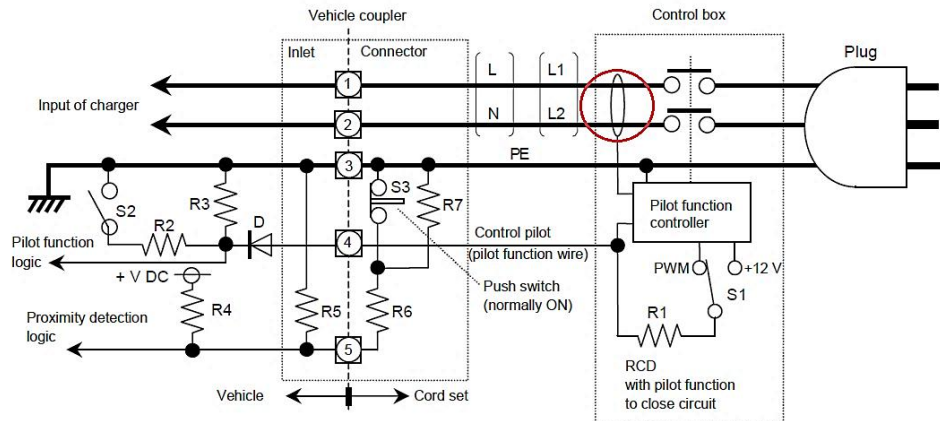 Vehicle coupler
Control box
Inlet
Connector
Plug
1
L
L1
Input of charger
2
N
L2
3
PE
S2
R3
S3
R7
Pilot function
controller
R2
D
4
Control pilot
(pilot function wire)
Pilot function
logic
+ V DC
PWM
+12 V
Push switch
(normally ON)
S1
R4
R5
R6
R1
Proximity detection
logic
5
RCD
with pilot function
to close circuit
Vehicle
Cord set